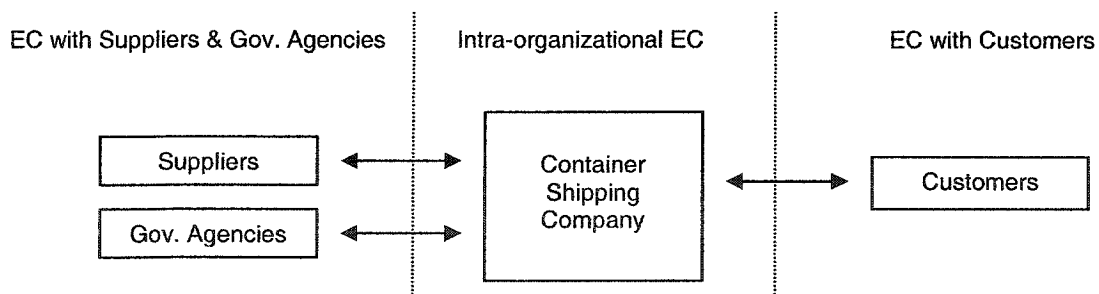 EC with Suppliers & Gov. Agencies
Intra-organizational EC
EC with Customers
Suppliers
Gov. Agencies
Container
Shipping
Company
Customers